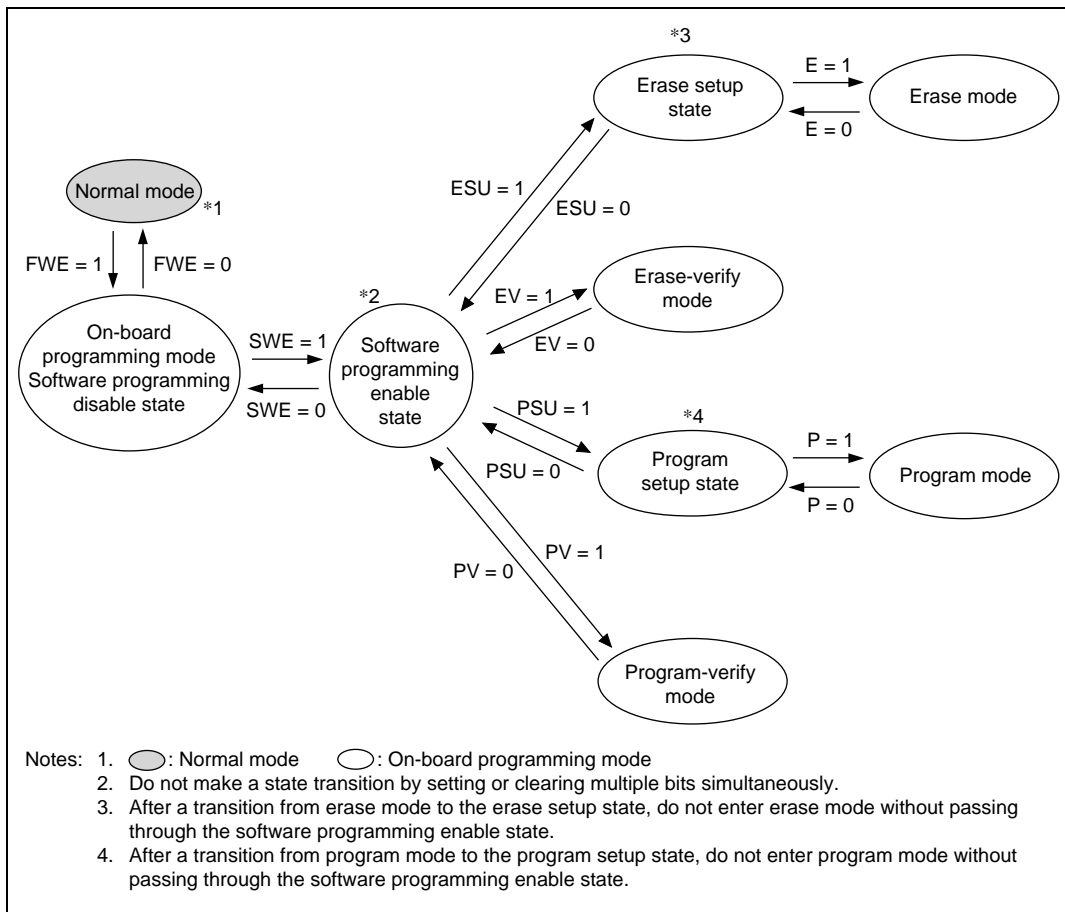 *3
Erase setup
state
E = 1
E = 0
Erase mode
Normal mode
*1
ESU = 1
ESU = 0
FWE = 1
FWE = 0
Erase-verify
mode
*2
EV = 1
EV = 0
On-board
programming mode
Software programming
disable state
SWE = 1
SWE = 0
Software
programming
enable
state
PSU = 1
PSU = 0
*4
Program
setup state
P = 1
P = 0
Program mode
PV = 1
PV = 0
Program-verify
mode
Notes: 1. : Normal mode : On-board programming mode
2. Do not make a state transition by setting or clearing multiple bits simultaneously.
3. After a transition from erase mode to the erase setup state, do not enter erase mode without passing
through the software programming enable state.
4. After a transition from program mode to the program setup state, do not enter program mode without
passing through the software programming enable state.